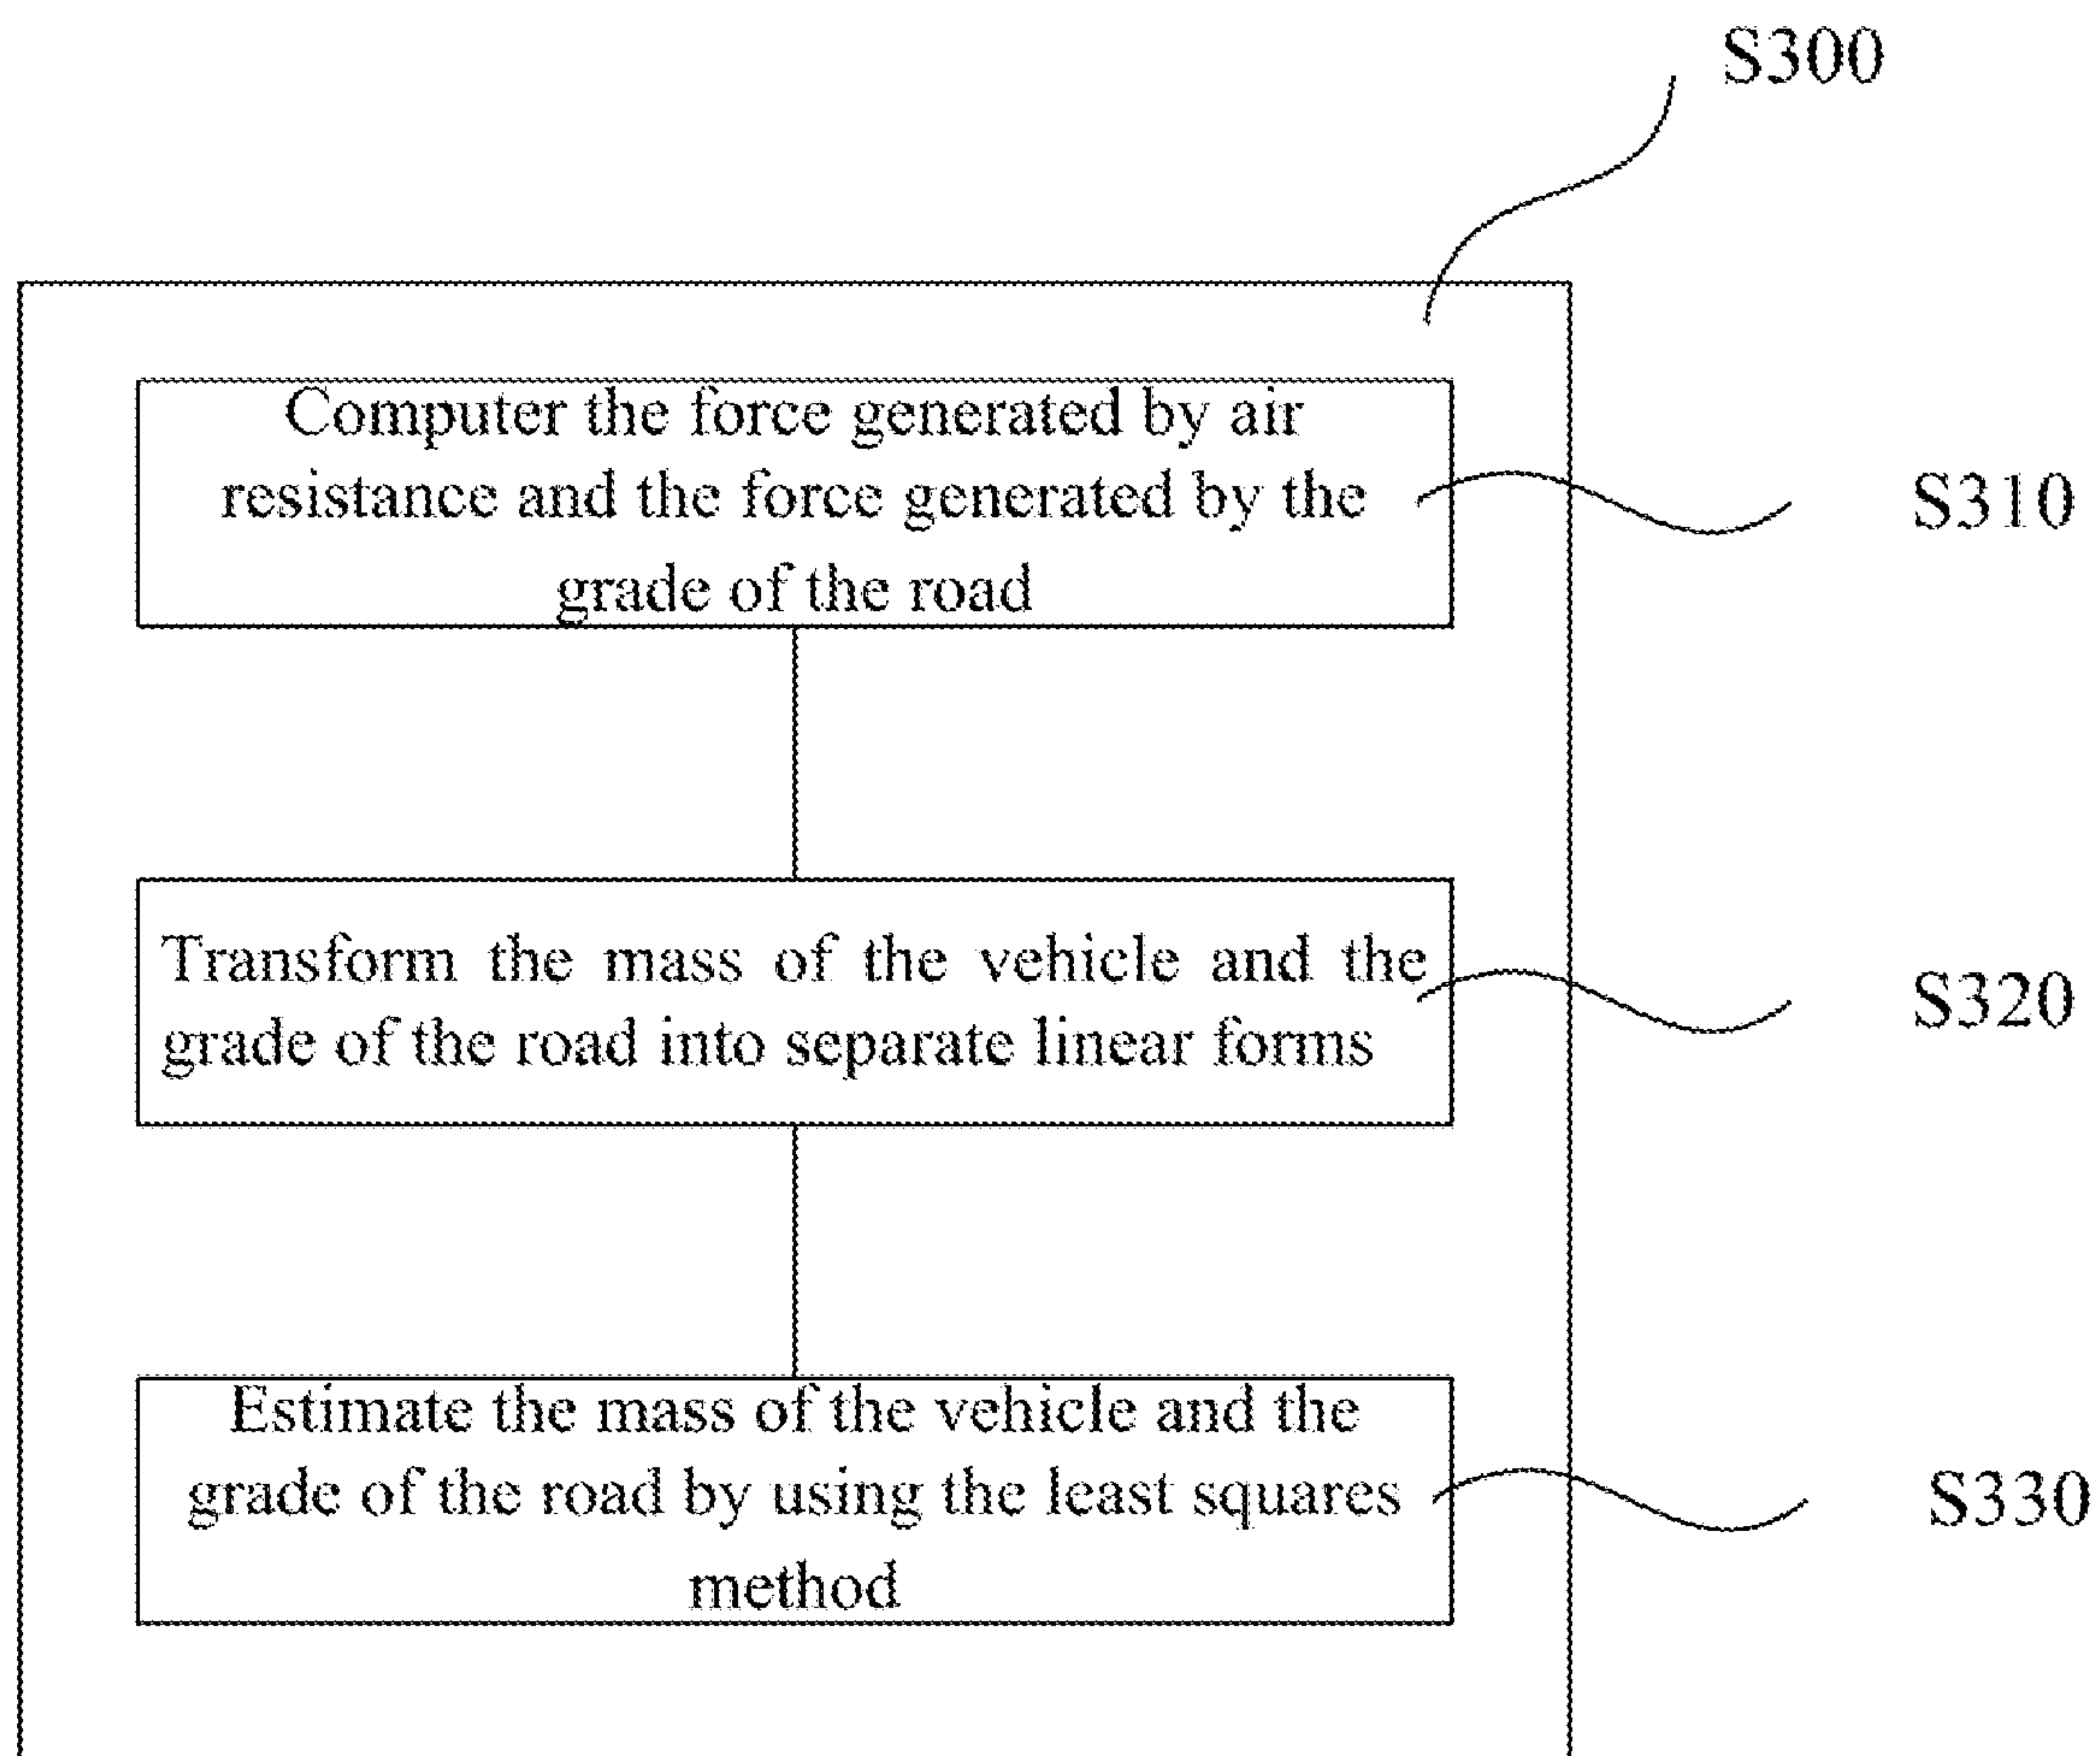 S300
Computer the force generated by air
resistance and the force generated by the
grade of the road
S310
Transform the mass of the vehicle and the
grade of the road into separate linear forms
S320
Estimate the mass of the vehicle and the
grade of the road by using the least squares
method
S330